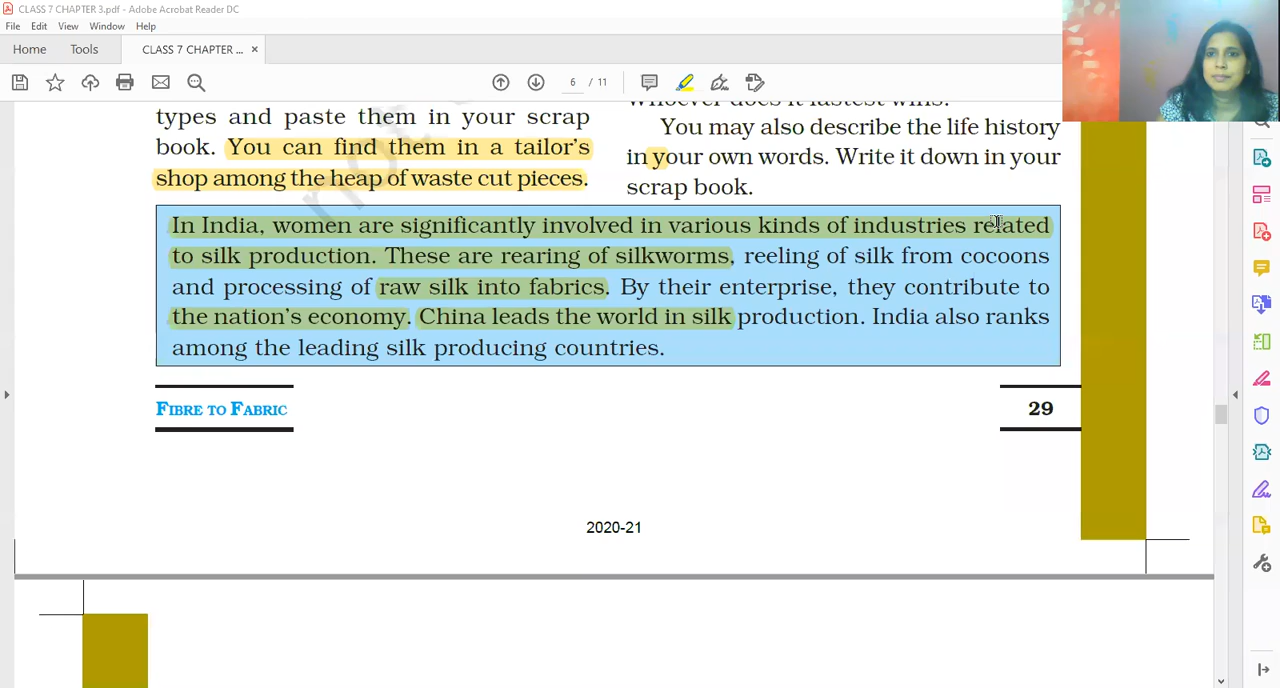 CLASS 7 CHAPTER 3.pdf - Adobe Acrobat Reader DC
File Edit View Window Help
Home Tools CLASS 7 CHAPTER ... ×
6 / 11
types and paste them in your scrap
book. You can find them in a tailor's
shop among the heap of waste cut pieces.
Whoever does it fastest wins.
You may also describe the life history
in your own words. Write it down in your
scrap book.
In India, women are significantly involved in various kinds of industries related
to silk production. These are rearing of silkworms, reeling of silk from cocoons
and processing of raw silk into fabrics. By their enterprise, they contribute to
the nation's economy. China leads the world in silk production. India also ranks
among the leading silk producing countries.
FIBRE TO FABRIC
29
2020-21